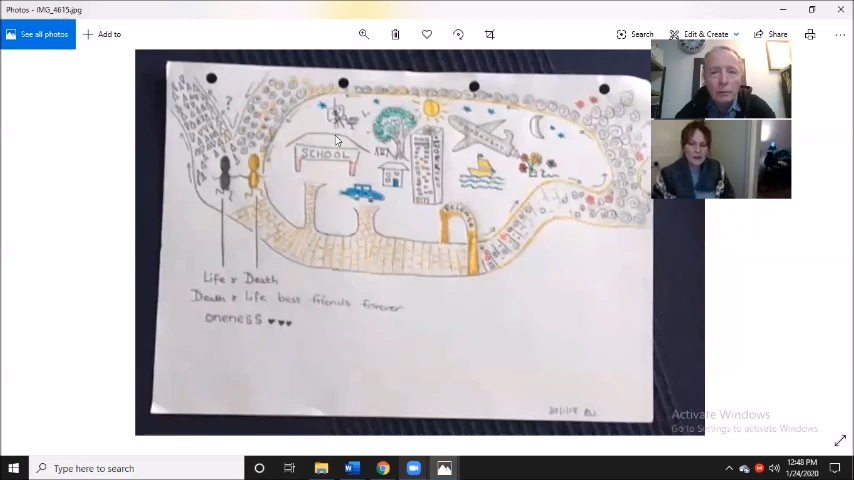 Photos - IMG_4615.jpg
See all photos
Add to
Search
Edit & Create
Share
?
SCHOOL
Life & Death
Death & Life best friends forever
oneness ♥♥♥
Activate Windows
Go to Settings to activate Windows.
Type here to search
12:48 PM
1/24/2020